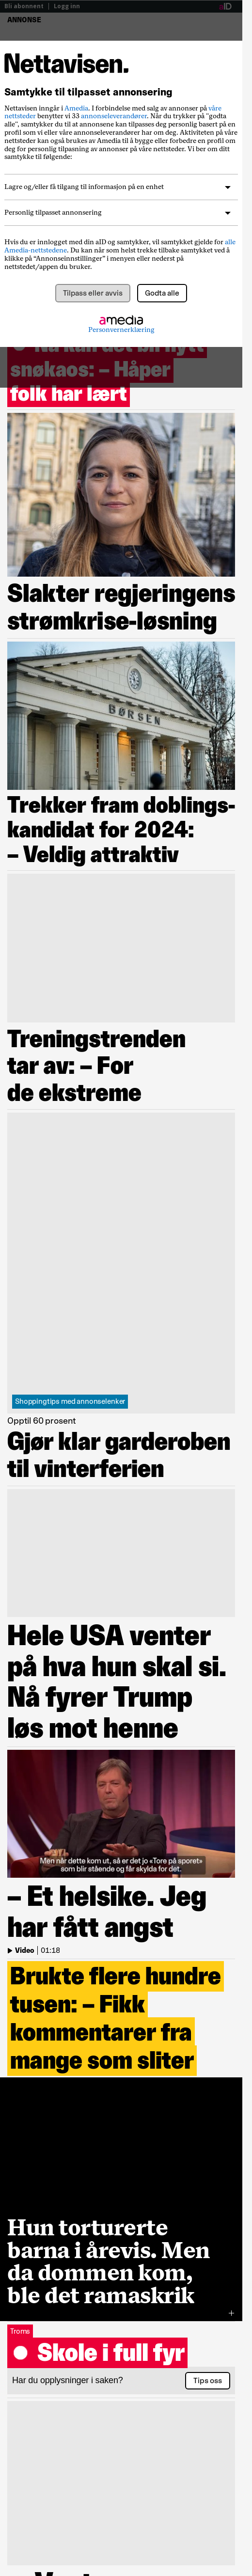 Bli abonnent | Logg inn
aID
ANNONSE
Nettavisen.
Samtykke til tilpasset annonsering
Nettavisen inngår i Amedia. I forbindelse med salg av annonser på våre
nettsteder benytter vi 33 annonseleverandører. Når du trykker på "godta
alle", samtykker du til at annonsene kan tilpasses deg personlig basert på en
profil som vi eller våre annonseleverandører har om deg. Aktiviteten på våre
nettsteder kan også brukes av Amedia til å bygge eller forbedre en profil om
deg for personlig tilpasning av annonser på våre nettsteder. Vi ber om ditt
samtykke til følgende:
Lagre og/eller få tilgang til informasjon på en enhet
Personlig tilpasset annonsering
Hvis du er innlogget med din aID og samtykker, vil samtykket gjelde for alle
Amedia-nettstedene. Du kan når som helst trekke tilbake samtykket ved å
klikke på “Annonseinnstillinger” i menyen eller nederst på
nettstedet/appen du bruker.
Tilpass eller avvis
Godta alle
amedia
Personvernerklæring
Nå kan det bli nytt
snøkaos: – Håper
folk har lært
Slakter regjeringens
strømkrise-løsning
BØRSEN
Trekker fram doblings-
kandidat for 2024:
– Veldig attraktiv
Treningstrenden
tar av: – For
de ekstreme
Shoppingtips med annonselenker
Opptil 60 prosent
Gjør klar garderoben
til vinterferien
Hele USA venter
på hva hun skal si.
Nå fyrer Trump
løs mot henne
Men når dette kom ut, så er det jo «Tore på sporet»
som blir stående og får skylda for det.
– Et helsike. Jeg
har fått angst
Video | 01:18
Brukte flere hundre
tusen: – Fikk
kommentarer fra
mange som sliter
Hun torturerte
barna i årevis. Men
da dommen kom,
ble det ramaskrik
Troms
Skole i full fyr
Har du opplysninger i saken?
Tips oss